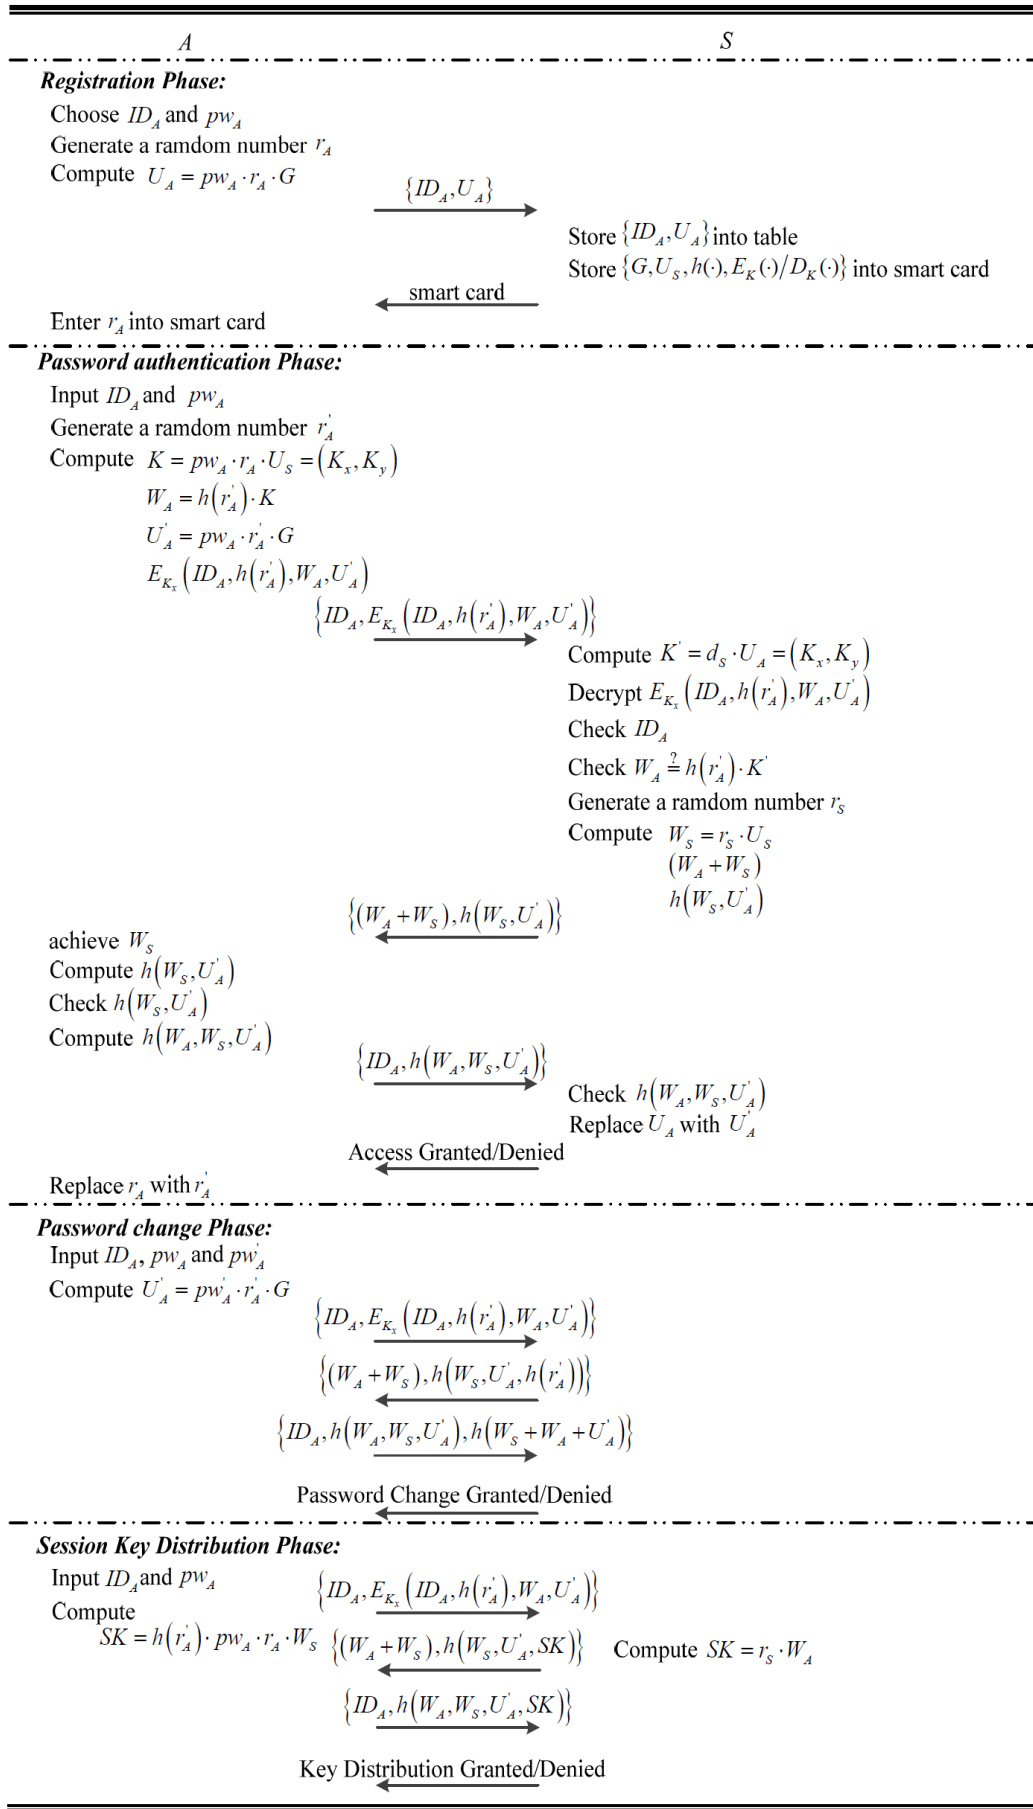 A S
Registration Phase:
Choose ID_A and pw_A
Generate a ramdom number r_A
Compute U_A = pw_A · r_A · G
{ID_A, U_A}
Store {ID_A, U_A} into table
Store {G, U_S, h(·), E_K(·)/D_K(·)} into smart card
smart card
Enter r_A into smart card
Password authentication Phase:
Input ID_A and pw_A
Generate a ramdom number r'_A
Compute K = pw_A · r_A · U_S = (K_x, K_y)
W_A = h(r'_A) · K
U'_A = pw_A · r'_A · G
E_{K_x}(ID_A, h(r'_A), W_A, U'_A)
{ID_A, E_{K_x}(ID_A, h(r'_A), W_A, U'_A)}
Compute K' = d_S · U_A = (K_x, K_y)
Decrypt E_{K_x}(ID_A, h(r'_A), W_A, U'_A)
Check ID_A
Check W_A ≟ h(r'_A) · K'
Generate a ramdom number r_S
Compute W_S = r_S · U_S
(W_A + W_S)
h(W_S, U'_A)
{(W_A + W_S), h(W_S, U'_A)}
achieve W_S
Compute h(W_S, U'_A)
Check h(W_S, U'_A)
Compute h(W_A, W_S, U'_A)
{ID_A, h(W_A, W_S, U'_A)}
Check h(W_A, W_S, U'_A)
Replace U_A with U'_A
Access Granted/Denied
Replace r_A with r'_A
Password change Phase:
Input ID_A, pw_A and pw'_A
Compute U'_A = pw'_A · r'_A · G
{ID_A, E_{K_x}(ID_A, h(r'_A), W_A, U'_A)}
{(W_A + W_S), h(W_S, U'_A, h(r'_A))}
{ID_A, h(W_A, W_S, U'_A), h(W_S + W_A + U'_A)}
Password Change Granted/Denied
Session Key Distribution Phase:
Input ID_A and pw_A
{ID_A, E_{K_x}(ID_A, h(r'_A), W_A, U'_A)}
Compute
SK = h(r'_A) · pw_A · r_A · W_S
{(W_A + W_S), h(W_S, U'_A, SK)}
Compute SK = r_S · W_A
{ID_A, h(W_A, W_S, U'_A, SK)}
Key Distribution Granted/Denied